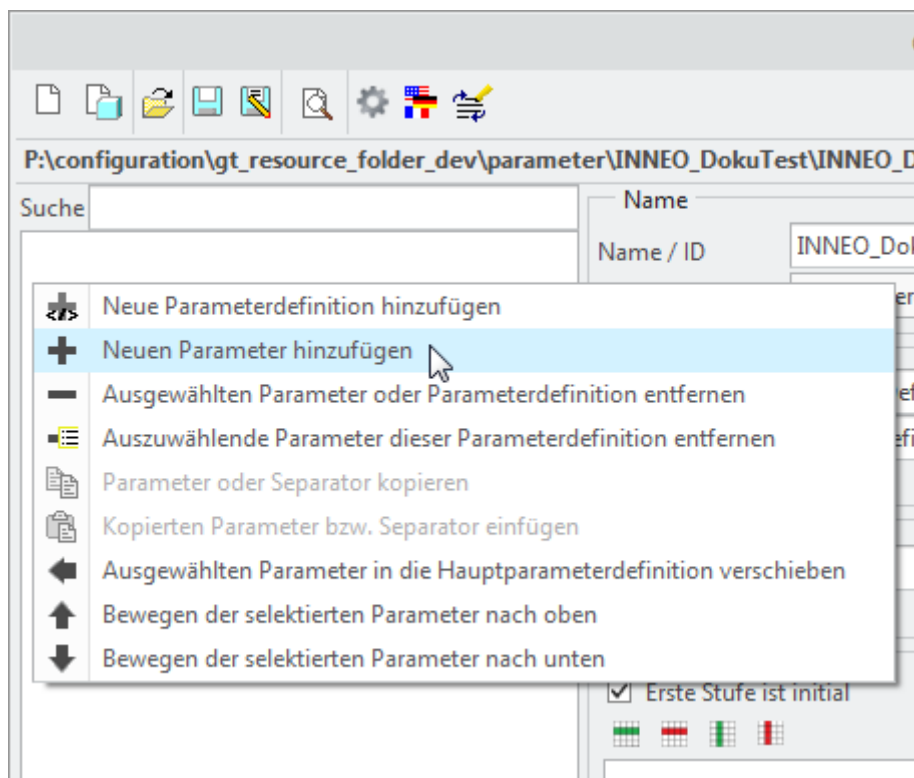 P:\configuration\gt_resource_folder_dev\parameter\INNEO_DokuTest\INNEO_D
Suche
Name
Name / ID
INNEO_Dok
Neue Parameterdefinition hinzufügen
Neuen Parameter hinzufügen
Ausgewählten Parameter oder Parameterdefinition entfernen
Auszuwählende Parameter dieser Parameterdefinition entfernen
Parameter oder Separator kopieren
Kopierten Parameter bzw. Separator einfügen
Ausgewählten Parameter in die Hauptparameterdefinition verschieben
Bewegen der selektierten Parameter nach oben
Bewegen der selektierten Parameter nach unten
Erste Stufe ist initial